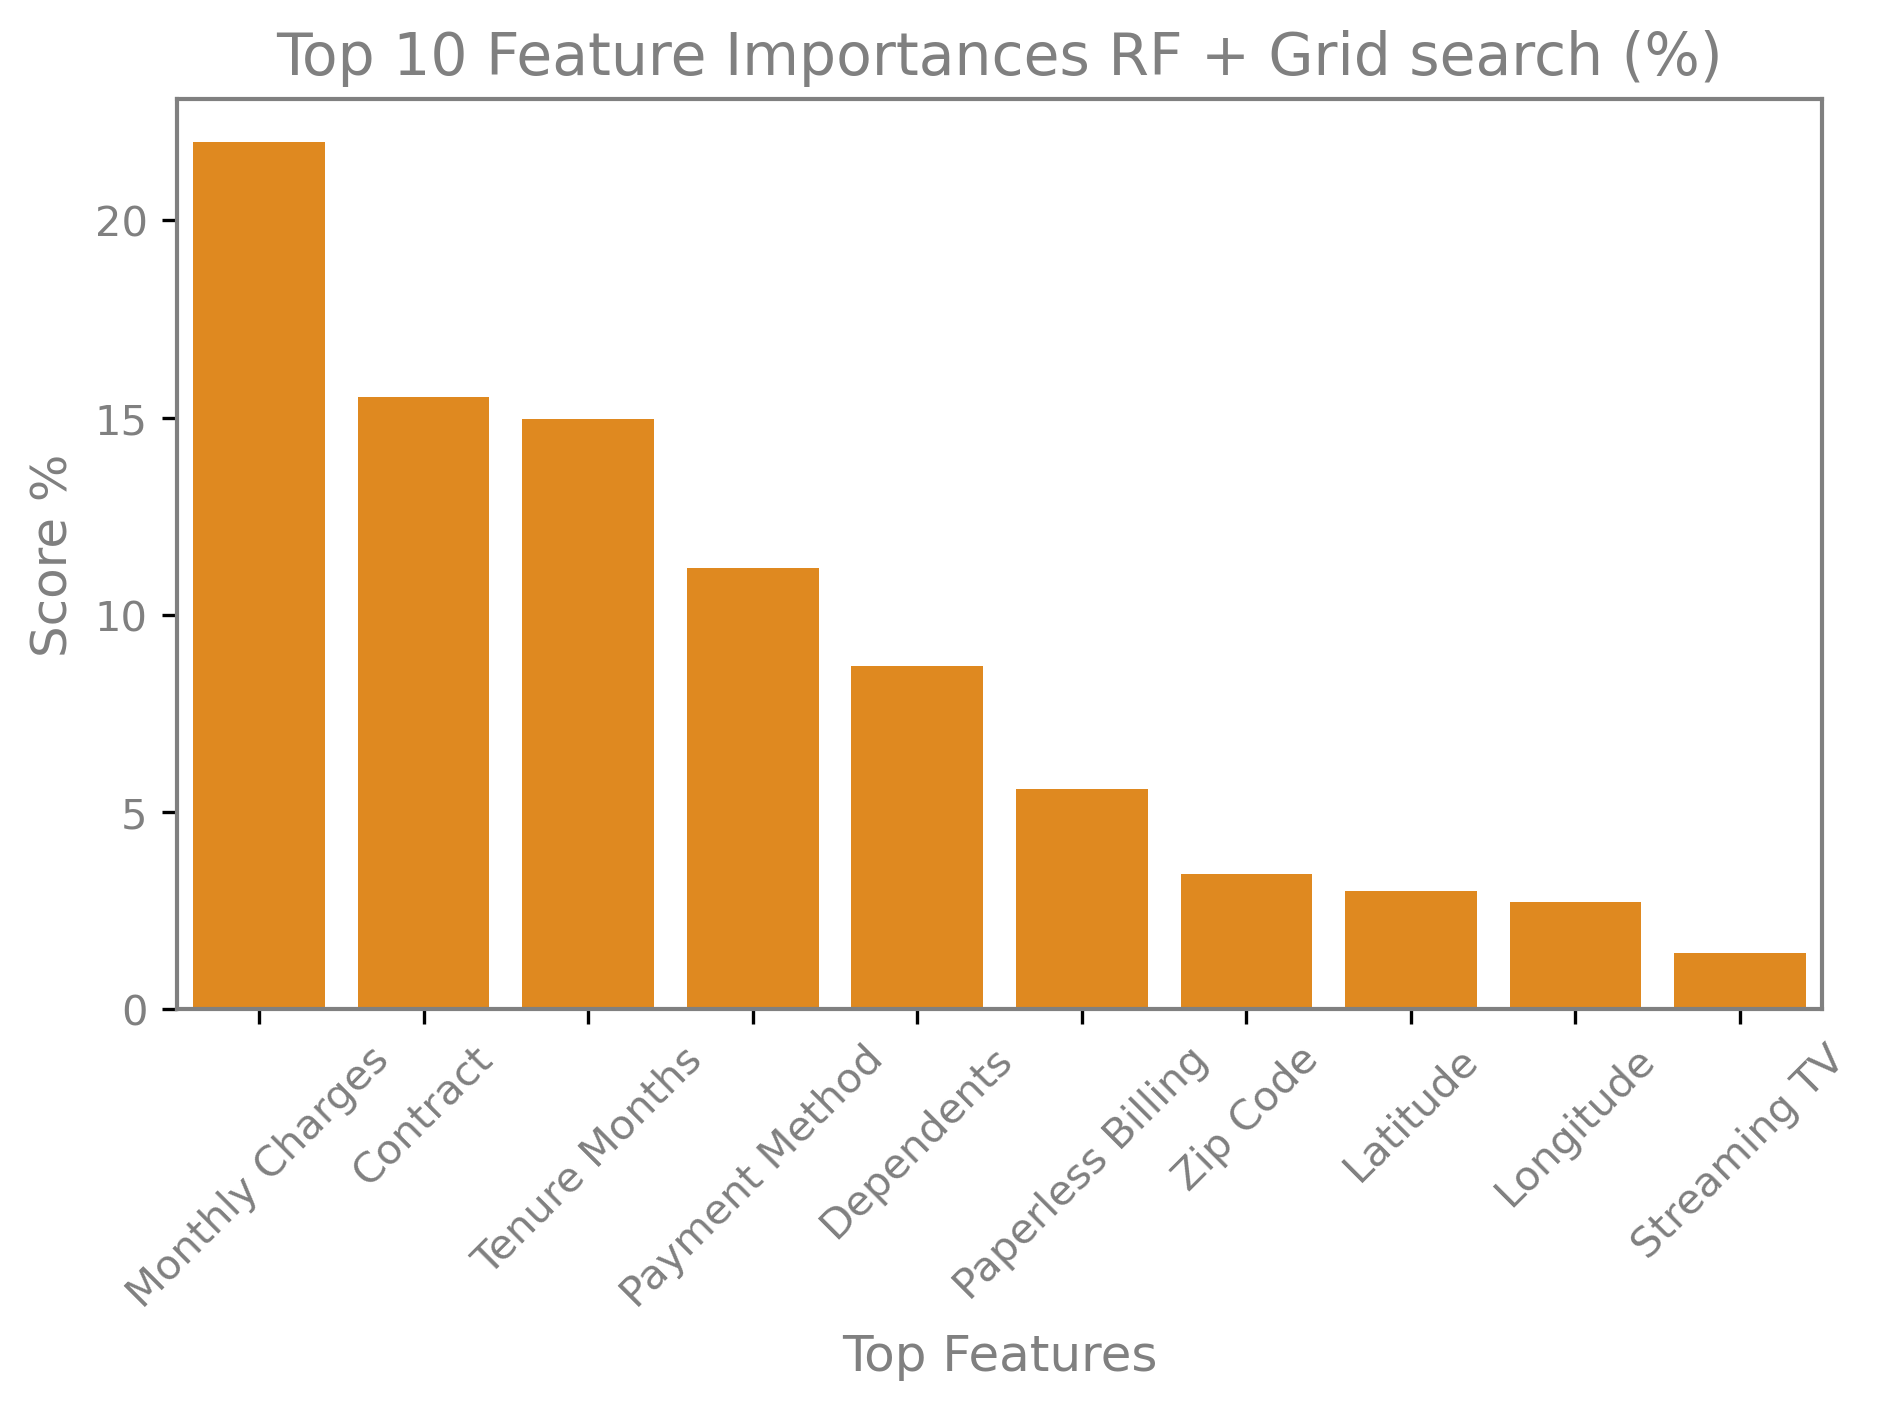 Top 10 Feature Importances RF + Grid search (%)
Score %
20
15
10
5
0
Monthly Charges
Contract
Tenure Months
Payment Method
Dependents
Paperless Billing
Zip Code
Latitude
Longitude
Streaming TV
Top Features